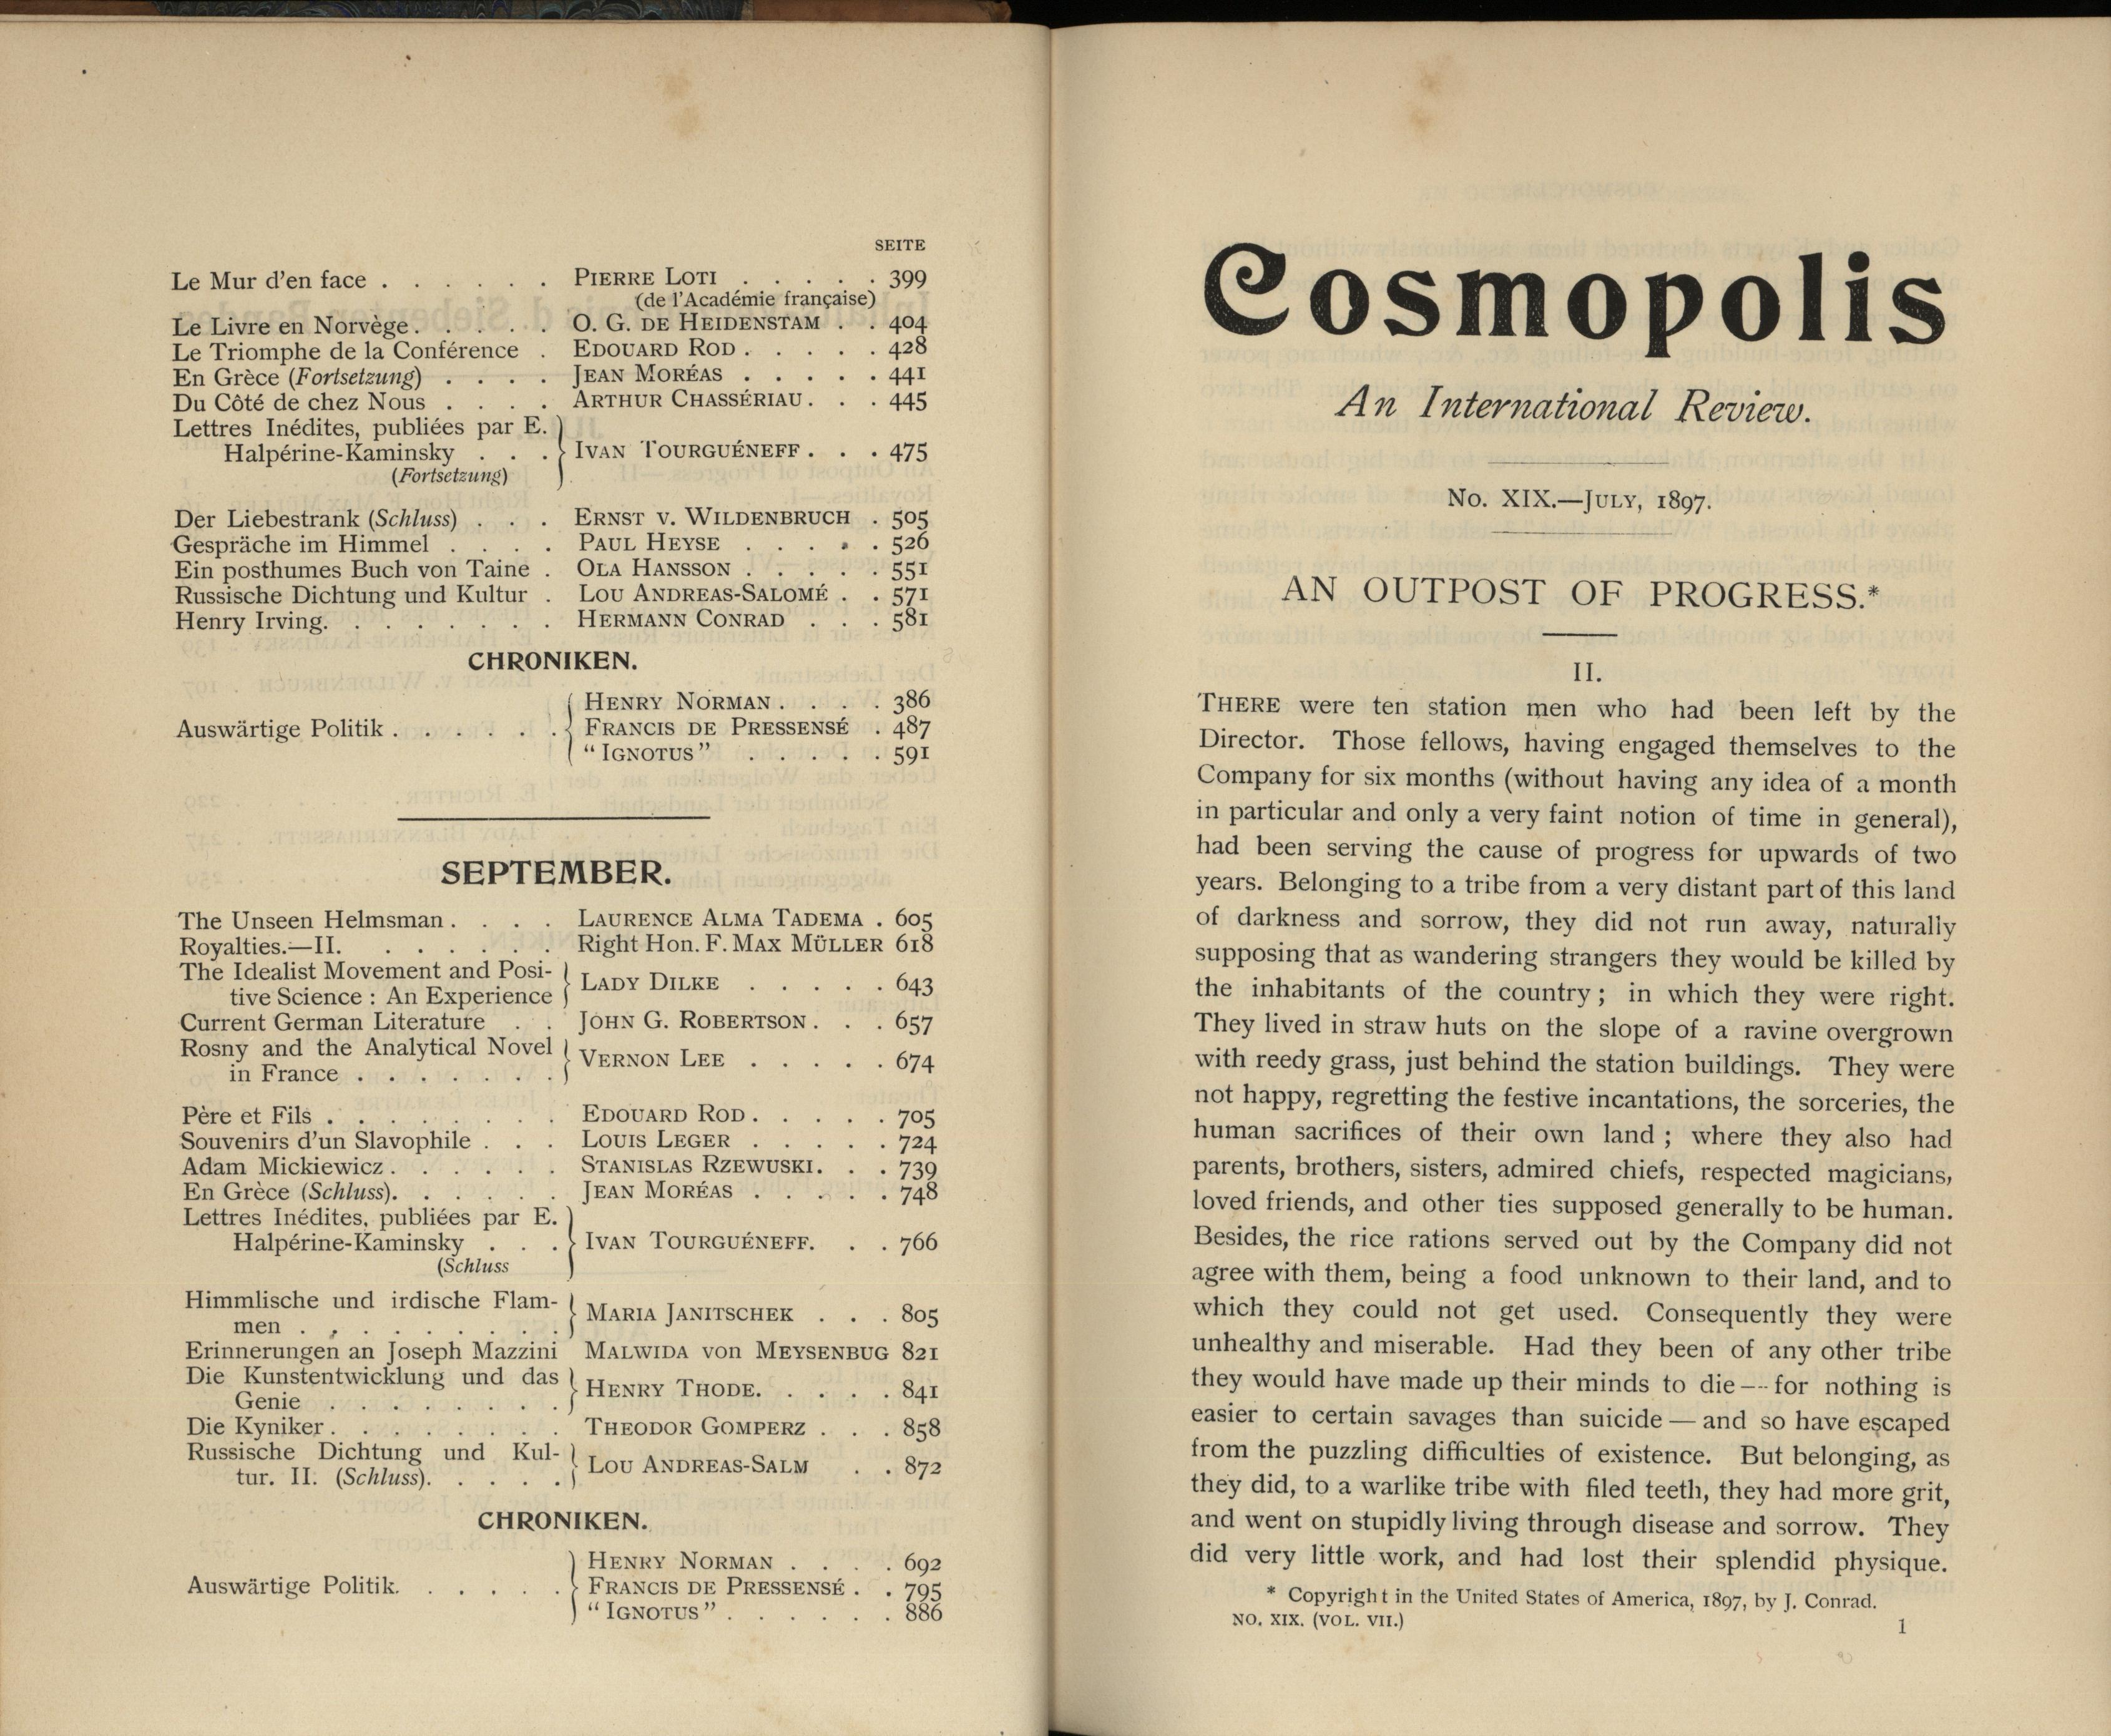 SEITE
Le Mur d'en face . . . . . . PIERRE LOTI . . . . . 399
(de l'Académie française)
Le Livre en Norvège. . . . . . O. G. DE HEIDENSTAM . . 404
Le Triomphe de la Conférence . EDOUARD ROD . . . . . 428
En Grèce (Fortsetzung) . . . . JEAN MORÉAS . . . . . 441
Du Côté de chez Nous . . . . ARTHUR CHASSÉRIAU. . . 445
Lettres Inédites, publiées par E.
Halpérine-Kaminsky . . . IVAN TOURGUÉNEFF . . . 475
(Fortsetzung)
Der Liebestrank (Schluss) . . . ERNST V. WILDENBRUCH . 505
Gespräche im Himmel . . . . PAUL HEYSE . . . . . 526
Ein posthumes Buch von Taine . OLA HANSSON . . . . . 551
Russische Dichtung und Kultur . LOU ANDREAS-SALOMÉ . . 571
Henry Irving. . . . . . . . HERMANN CONRAD . . . 581
CHRONIKEN.
HENRY NORMAN . . . . 386
Auswärtige Politik . . . . . . FRANCIS DE PRESSENSÉ . 487
“ IGNOTUS ” . . . . . 591
SEPTEMBER.
The Unseen Helmsman . . . . LAURENCE ALMA TADEMA . 605
Royalties.—II. . . . . . . Right Hon. F. MAX MÜLLER 618
The Idealist Movement and Posi-
tive Science : An Experience LADY DILKE . . . . . 643
Current German Literature . . JOHN G. ROBERTSON . . . 657
Rosny and the Analytical Novel
in France . . . . . . . VERNON LEE . . . . . 674
Père et Fils . . . . . . . . EDOUARD ROD . . . . . 705
Souvenirs d'un Slavophile . . . LOUIS LEGER . . . . . 724
Adam Mickiewicz . . . . . . STANISLAS RZEWUSKI. . . 739
En Grèce (Schluss). . . . . . JEAN MORÉAS . . . . . 748
Lettres Inédites, publiées par E.
Halpérine-Kaminsky . . . IVAN TOURGUÉNEFF. . . 766
(Schluss
Himmlische und irdische Flam-
men . . . . . . . . . MARIA JANITSCHEK . . . 805
Erinnerungen an Joseph Mazzini MALWIDA von MEYSENBUG 821
Die Kunstentwicklung und das
Genie . . . . . . . . HENRY THODE. . . . . 841
Die Kyniker . . . . . . . . THEODOR GOMPERZ . . . 858
Russische Dichtung und Kul-
tur. II. (Schluss). . . . . LOU ANDREAS-SALM . . 872
CHRONIKEN.
HENRY NORMAN . . . . 692
Auswärtige Politik. . . . . . FRANCIS DE PRESSENSÉ . . 795
“ IGNOTUS ” . . . . . . 886
Cosmopolis
An International Review.
No. XIX.—JULY, 1897.
AN OUTPOST OF PROGRESS.*
II.
THERE were ten station men who had been left by the
Director. Those fellows, having engaged themselves to the
Company for six months (without having any idea of a month
in particular and only a very faint notion of time in general),
had been serving the cause of progress for upwards of two
years. Belonging to a tribe from a very distant part of this land
of darkness and sorrow, they did not run away, naturally
supposing that as wandering strangers they would be killed by
the inhabitants of the country ; in which they were right.
They lived in straw huts on the slope of a ravine overgrown
with reedy grass, just behind the station buildings. They were
not happy, regretting the festive incantations, the sorceries, the
human sacrifices of their own land ; where they also had
parents, brothers, sisters, admired chiefs, respected magicians,
loved friends, and other ties supposed generally to be human.
Besides, the rice rations served out by the Company did not
agree with them, being a food unknown to their land, and to
which they could not get used. Consequently they were
unhealthy and miserable. Had they been of any other tribe
they would have made up their minds to die — for nothing is
easier to certain savages than suicide — and so have escaped
from the puzzling difficulties of existence. But belonging, as
they did, to a warlike tribe with filed teeth, they had more grit,
and went on stupidly living through disease and sorrow. They
did very little work, and had lost their splendid physique.
* Copyright in the United States of America, 1897, by J. Conrad.
NO. XIX. (VOL. VII.) 1